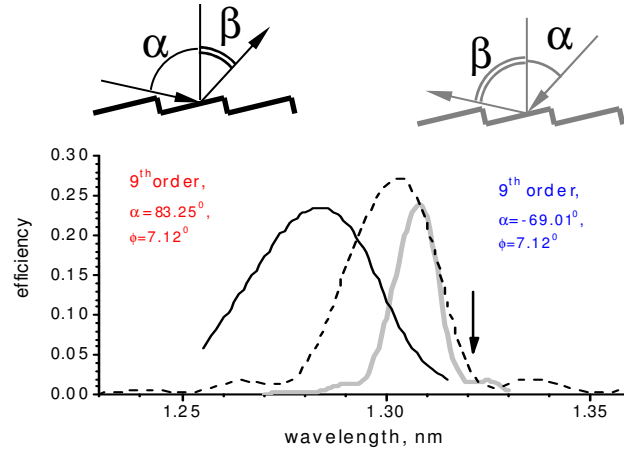 α β
β α
0.30
0.25
0.20
0.15
0.10
0.05
0.00
efficiency
9th order,
α=83.25⁰,
ϕ=7.12⁰
9th order,
α=-69.01⁰,
ϕ=7.12⁰
1.25 1.30 1.35
wavelength, nm